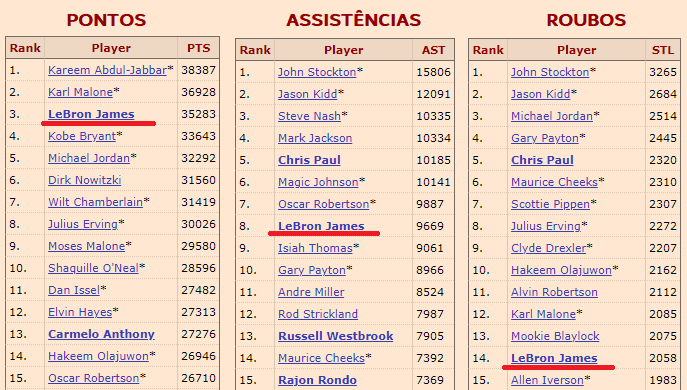 PONTOS
Rank Player PTS
1. Kareem Abdul-Jabbar* 38387
2. Karl Malone* 36928
3. LeBron James 35283
4. Kobe Bryant* 33643
5. Michael Jordan* 32292
6. Dirk Nowitzki 31560
7. Wilt Chamberlain* 31419
8. Julius Erving* 30026
9. Moses Malone* 29580
10. Shaquille O'Neal* 28596
11. Dan Issel* 27482
12. Elvin Hayes* 27313
13. Carmelo Anthony 27276
14. Hakeem Olajuwon* 26946
15. Oscar Robertson* 26710
ASSISTÊNCIAS
Rank Player AST
1. John Stockton* 15806
2. Jason Kidd* 12091
3. Steve Nash* 10335
4. Mark Jackson 10334
5. Chris Paul 10185
6. Magic Johnson* 10141
7. Oscar Robertson* 9887
8. LeBron James 9669
9. Isiah Thomas* 9061
10. Gary Payton* 8966
11. Andre Miller 8524
12. Rod Strickland 7987
13. Russell Westbrook 7905
14. Maurice Cheeks* 7392
15. Rajon Rondo 7369
ROUBOS
Rank Player STL
1. John Stockton* 3265
2. Jason Kidd* 2684
3. Michael Jordan* 2514
4. Gary Payton* 2445
5. Chris Paul 2320
6. Maurice Cheeks* 2310
7. Scottie Pippen* 2307
8. Julius Erving* 2272
9. Clyde Drexler* 2207
10. Hakeem Olajuwon* 2162
11. Alvin Robertson 2112
12. Karl Malone* 2085
13. Mookie Blaylock 2075
14. LeBron James 2058
15. Allen Iverson* 1983